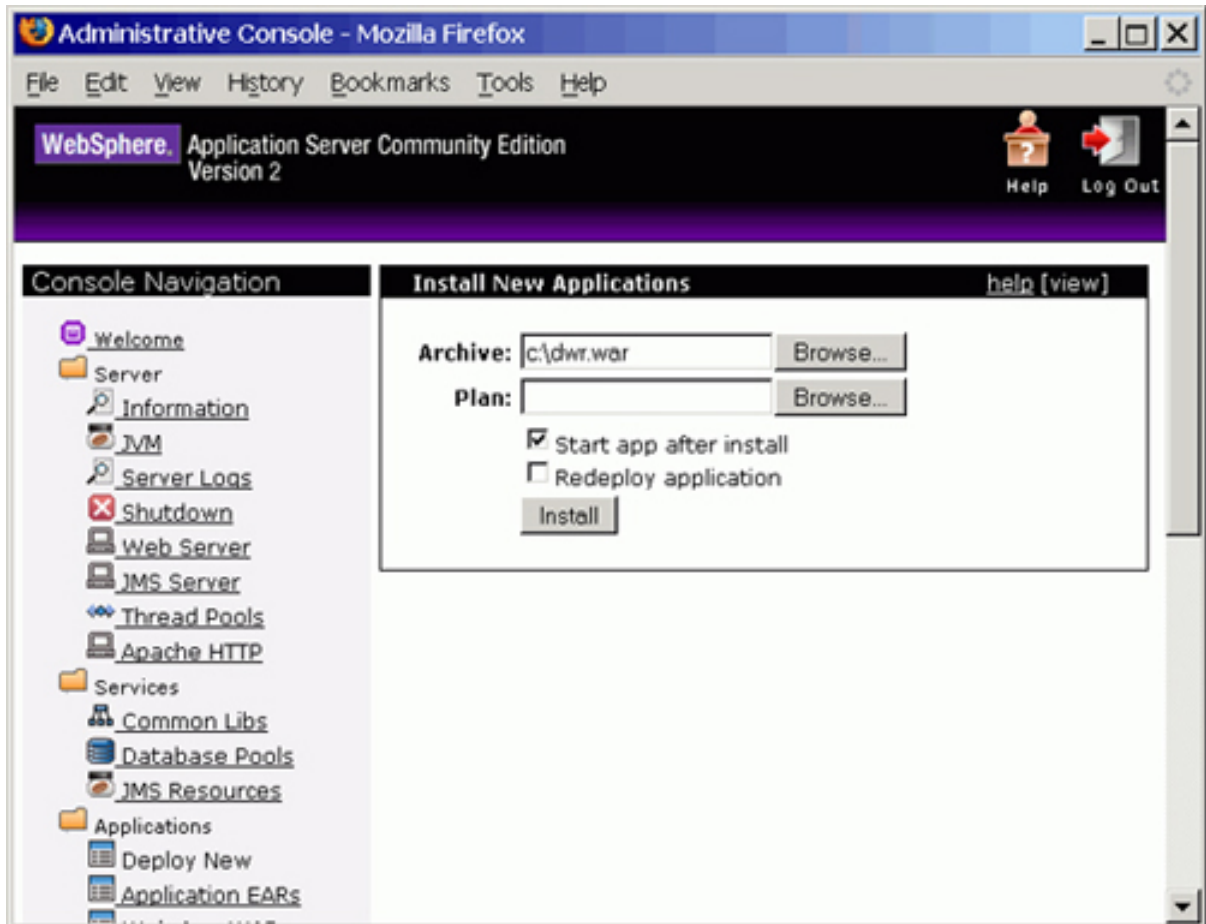 Administrative Console - Mozilla Firefox
File Edit View History Bookmarks Tools Help
WebSphere. Application Server Community Edition
Version 2
Help Log Out
Console Navigation
Welcome
Server
Information
JVM
Server Logs
Shutdown
Web Server
JMS Server
Thread Pools
Apache HTTP
Services
Common Libs
Database Pools
JMS Resources
Applications
Deploy New
Application EARs
Install New Applications help [view]
Archive: c:\dwr.war Browse...
Plan: Browse...
Start app after install
Redeploy application
Install